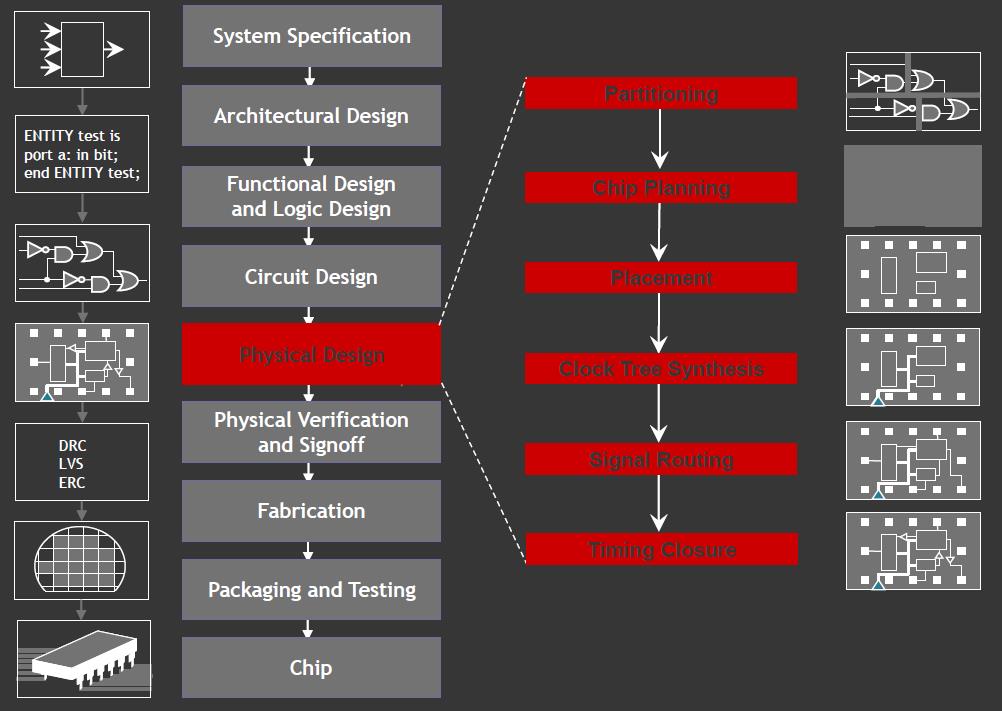 System Specification
ENTITY test is
port a: in bit;
end ENTITY test;
Architectural Design
Functional Design
and Logic Design
Circuit Design
Physical Design
DRC
LVS
ERC
Physical Verification
and Signoff
Fabrication
Packaging and Testing
Chip
Partitioning
Chip Planning
Placement
Clock Tree Synthesis
Signal Routing
Timing Closure